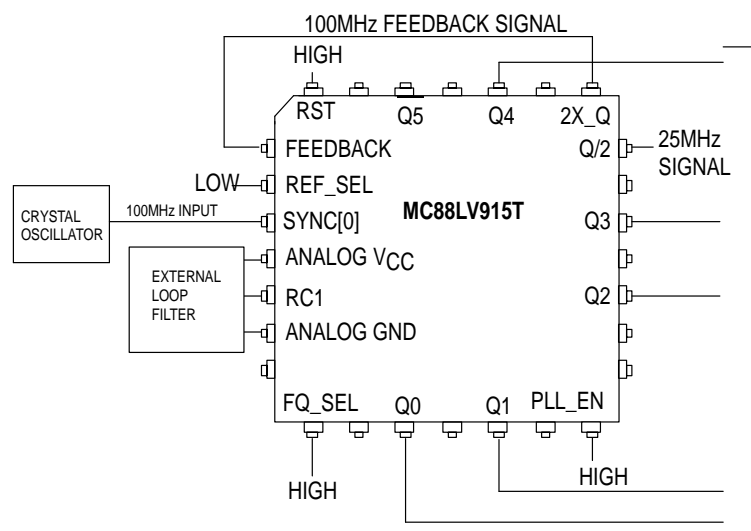 100MHz FEEDBACK SIGNAL
HIGH
RST
Q5
Q4
2X_Q
FEEDBACK
Q/2
25MHz
SIGNAL
LOW
REF_SEL
MC88LV915T
CRYSTAL
OSCILLATOR
100MHz INPUT
SYNC[0]
Q3
ANALOG VCC
EXTERNAL
LOOP
FILTER
RC1
Q2
ANALOG GND
FQ_SEL
Q0
Q1
PLL_EN
HIGH
HIGH